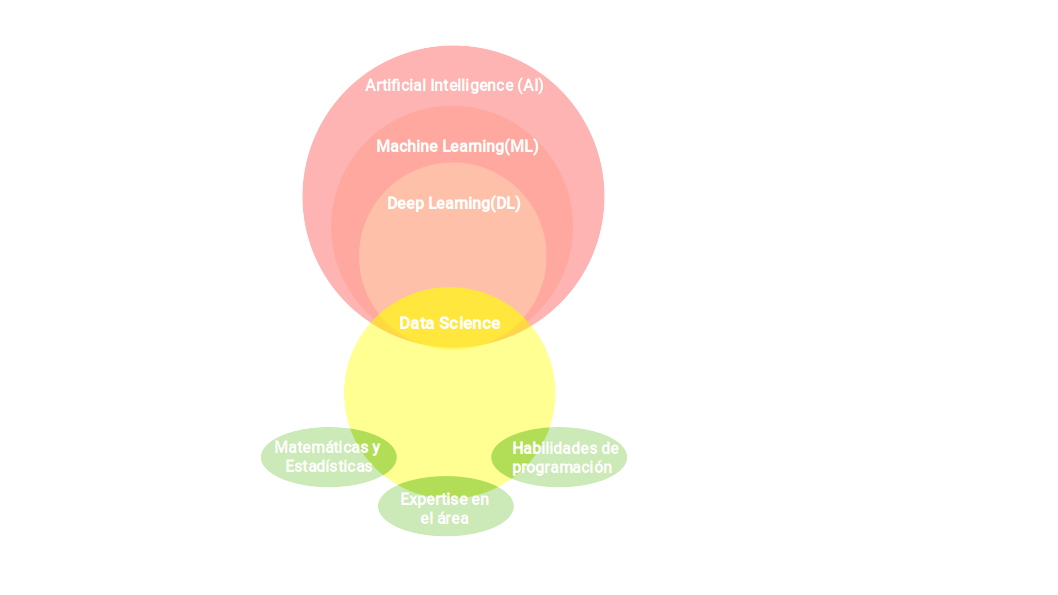 Artificial Intelligence (AI)
Machine Learning(ML)
Deep Learning(DL)
Data Science
Matemáticas y
Estadísticas
Habilidades de
programación
Expertise en
el área